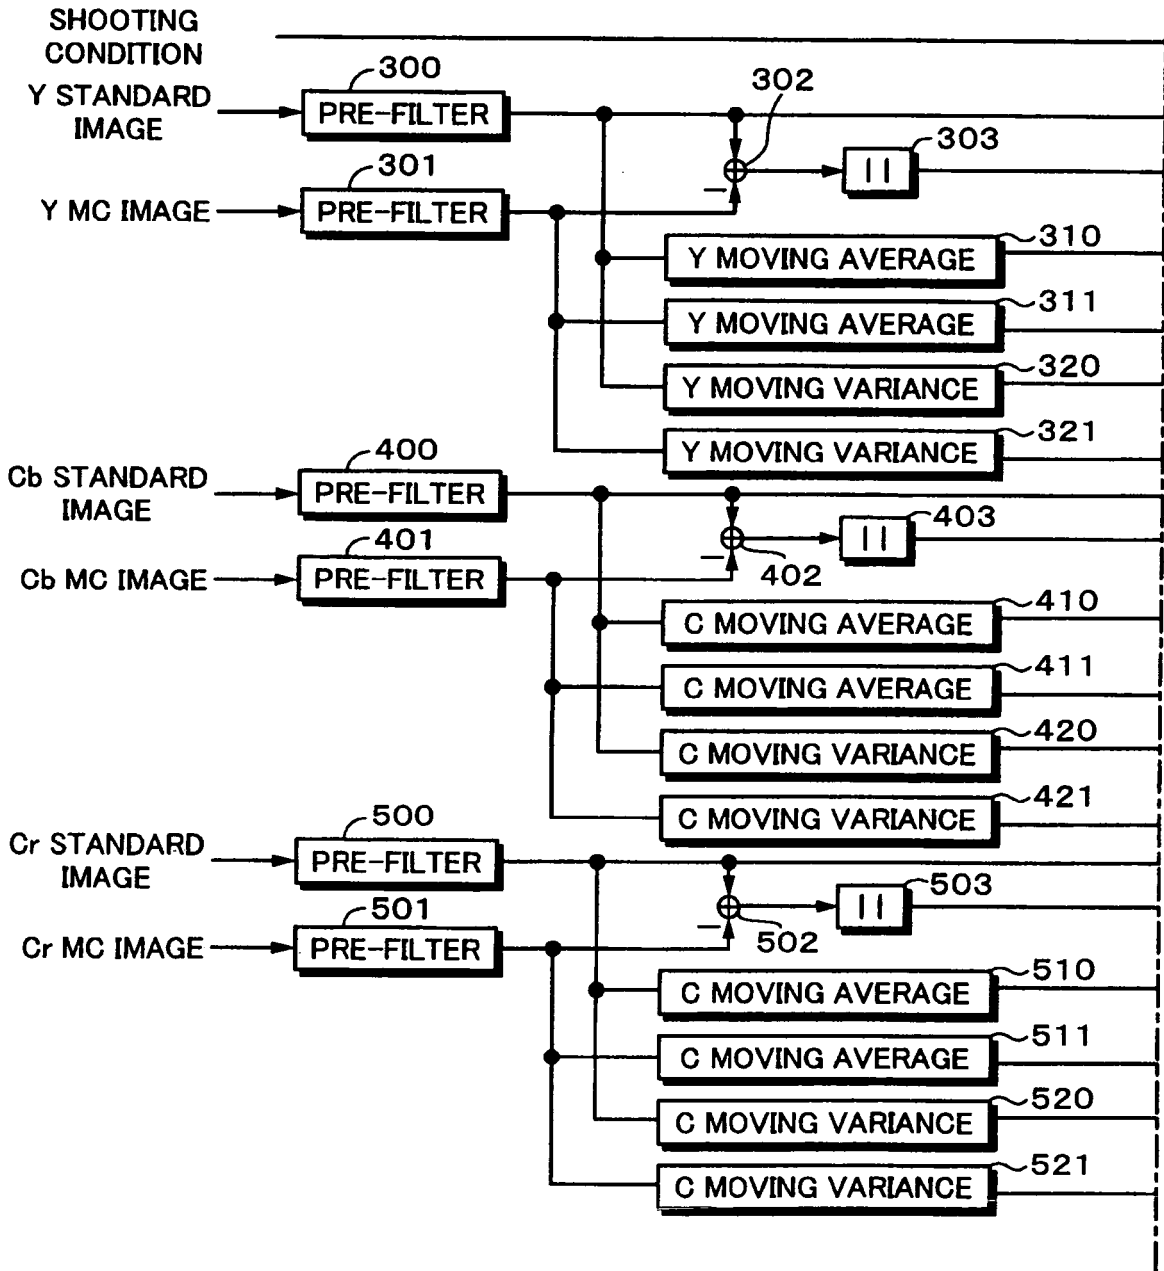 SHOOTING
CONDITION
Y STANDARD
IMAGE
300
PRE-FILTER
302
303
| |
301
Y MC IMAGE
PRE-FILTER
−
310
Y MOVING AVERAGE
311
Y MOVING AVERAGE
320
Y MOVING VARIANCE
321
Y MOVING VARIANCE
Cb STANDARD
IMAGE
400
PRE-FILTER
403
| |
402
401
Cb MC IMAGE
PRE-FILTER
−
410
C MOVING AVERAGE
411
C MOVING AVERAGE
420
C MOVING VARIANCE
421
C MOVING VARIANCE
Cr STANDARD
IMAGE
500
PRE-FILTER
503
| |
502
501
Cr MC IMAGE
PRE-FILTER
−
510
C MOVING AVERAGE
511
C MOVING AVERAGE
520
C MOVING VARIANCE
521
C MOVING VARIANCE